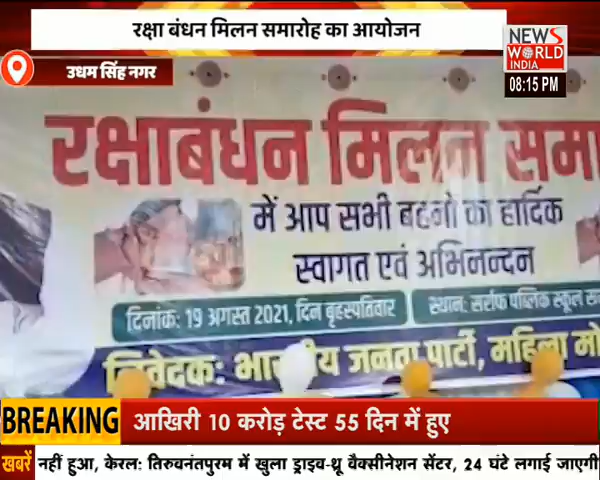 रक्षा बंधन मिलन समारोह का आयोजन
NEWS
WORLD
INDIA
08:15 PM
उधम सिंह नगर
रक्षाबंधन मिलन समा
में आप सभी बहनो का हार्दिक
स्वागत एवं अभिनन्दन
दिनांक: 19 अगस्त 2021, दिन बृहस्पतिवार
स्थान: सर्राफ पब्लिक स्कूल
निवेदक: भारतीय जनता पार्टी, महिला मो
BREAKING
आखिरी 10 करोड़ टेस्ट 55 दिन में हुए
खबरें नहीं हुआ, केरल: तिरुवनंतपुरम में खुला ड्राइव-थ्रू वैक्सीनेशन सेंटर, 24 घंटे लगाई जाएगी